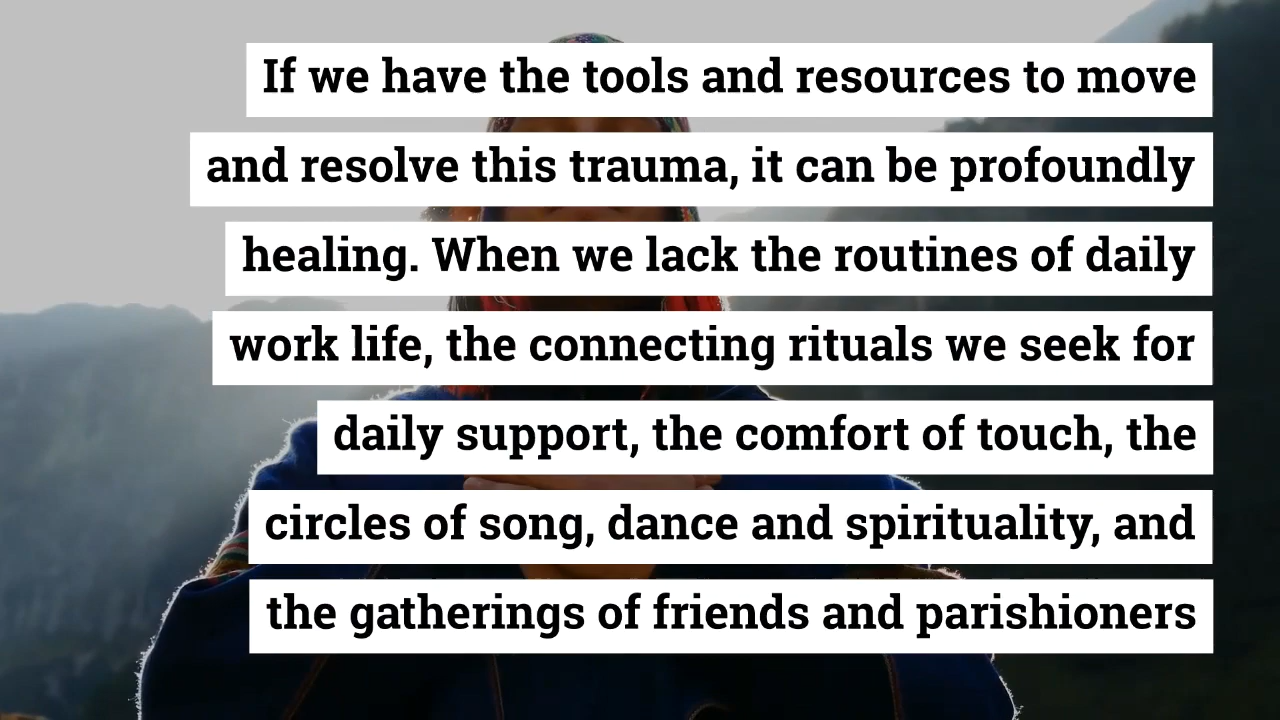 If we have the tools and resources to move
and resolve this trauma, it can be profoundly
healing. When we lack the routines of daily
work life, the connecting rituals we seek for
daily support, the comfort of touch, the
circles of song, dance and spirituality, and
the gatherings of friends and parishioners